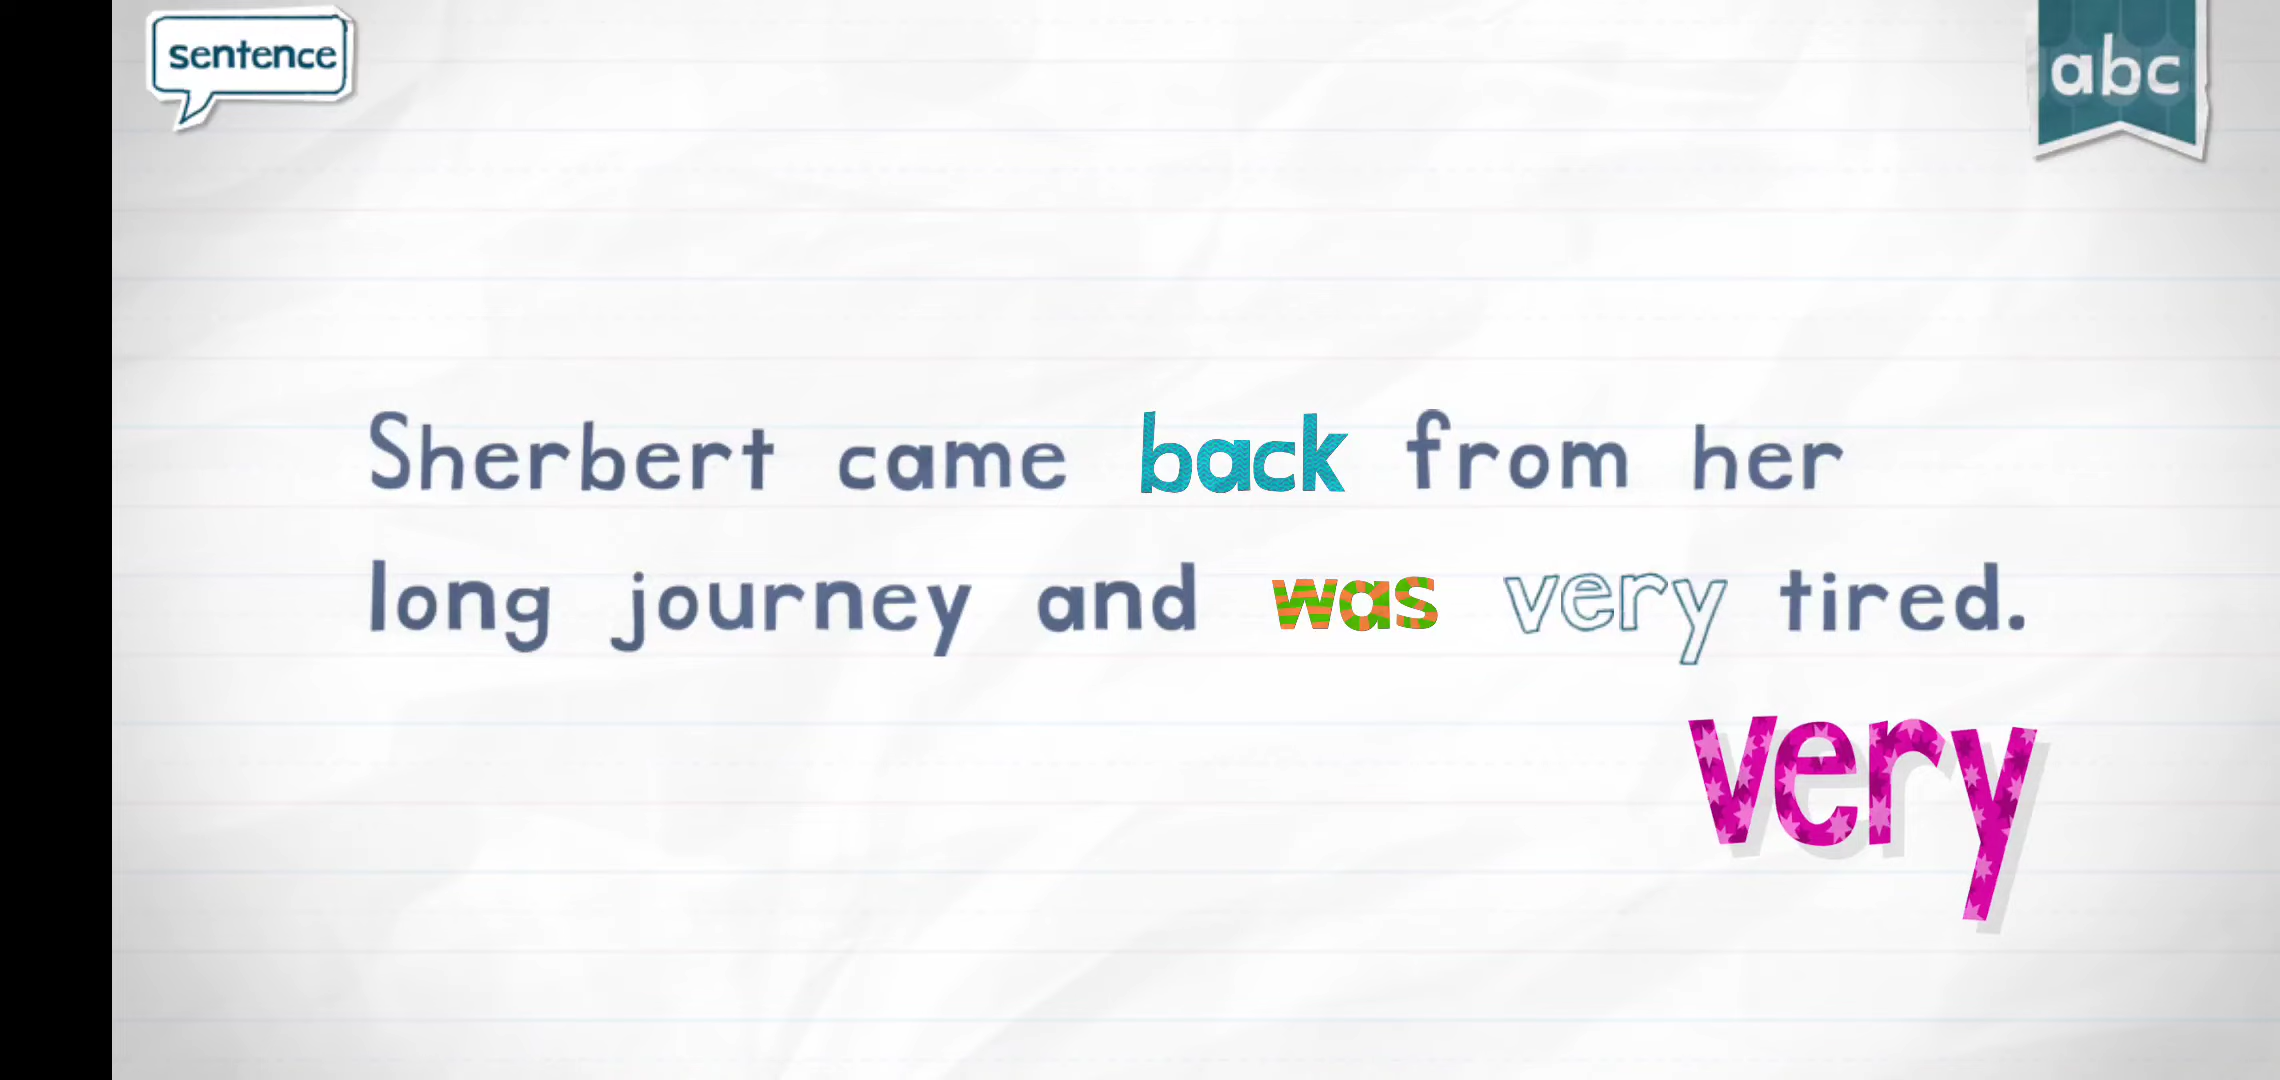 sentence
abc
Sherbert came back from her
long journey and was very tired.
very